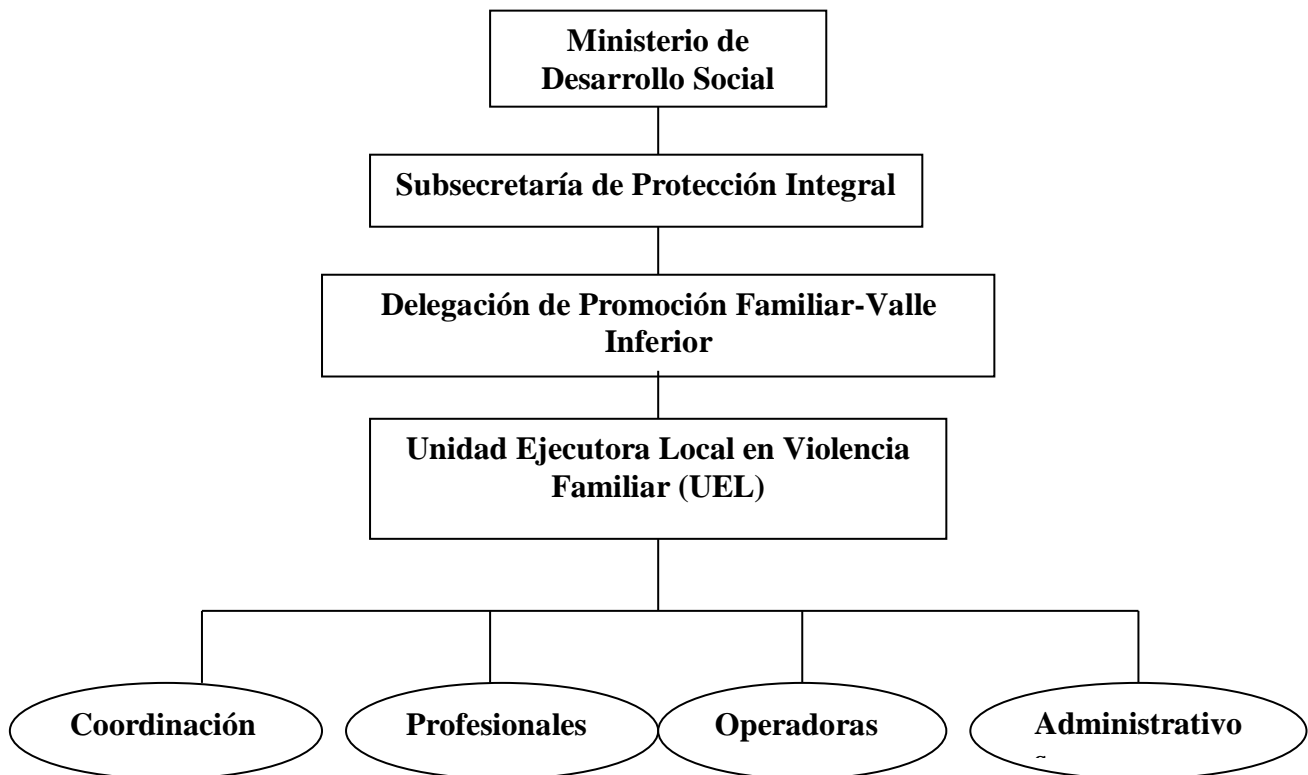 Ministerio de
Desarrollo Social
Subsecretaría de Protección Integral
Delegación de Promoción Familiar-Valle
Inferior
Unidad Ejecutora Local en Violencia
Familiar (UEL)
Coordinación
Profesionales
Operadoras
Administrativo